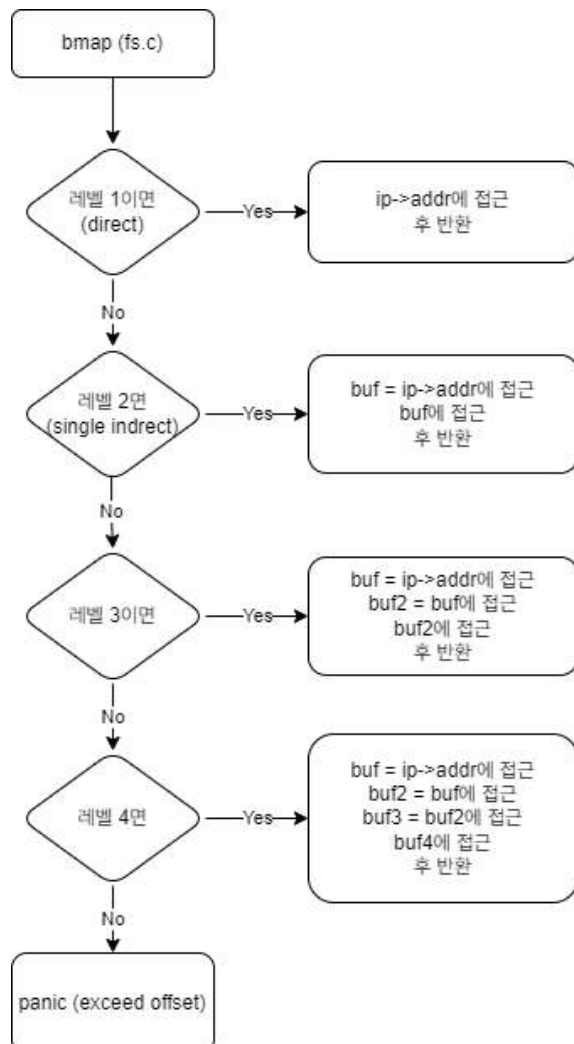 bmap (fs.c)
레벨 1이면
(direct)
Yes
ip->addr에 접근
후 반환
No
레벨 2면
(single indrect)
Yes
buf = ip->addr에 접근
buf에 접근
후 반환
No
레벨 3이면
Yes
buf = ip->addr에 접근
buf2 = buf에 접근
buf2에 접근
후 반환
No
레벨 4면
Yes
buf = ip->addr에 접근
buf2 = buf에 접근
buf3 = buf2에 접근
buf4에 접근
후 반환
No
panic (exceed offset)